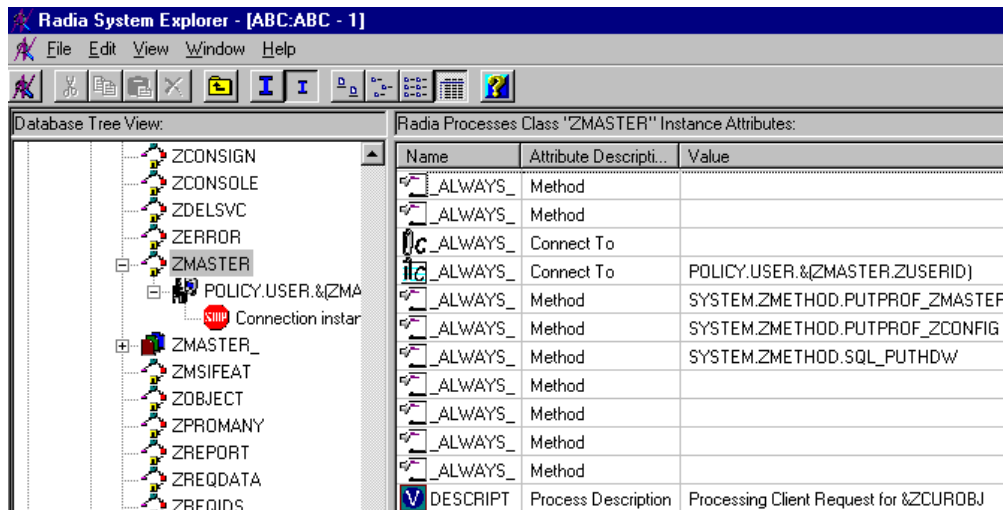 Radia System Explorer - [ABC:ABC - 1]
File Edit View Window Help
Database Tree View:
ZCONSIGN
ZCONSOLE
ZDELSVC
ZERROR
ZMASTER
POLICY.USER.&(ZMA
STOP Connection instar
ZMASTER_
ZMSIFEAT
ZOBJECT
ZPROMANY
ZREPORT
ZREQDATA
ZREQIDS
Radia Processes Class "ZMASTER" Instance Attributes:
Name Attribute Descripti... Value
_ALWAYS_ Method
_ALWAYS_ Method
_ALWAYS_ Connect To
_ALWAYS_ Connect To POLICY.USER.&(ZMASTER.ZUSERID)
_ALWAYS_ Method SYSTEM.ZMETHOD.PUTPROF_ZMASTER
_ALWAYS_ Method SYSTEM.ZMETHOD.PUTPROF_ZCONFIG
_ALWAYS_ Method SYSTEM.ZMETHOD.SQL_PUTHDW
_ALWAYS_ Method
_ALWAYS_ Method
_ALWAYS_ Method
_ALWAYS_ Method
V DESCRIPT Process Description Processing Client Request for &ZCUROBJ